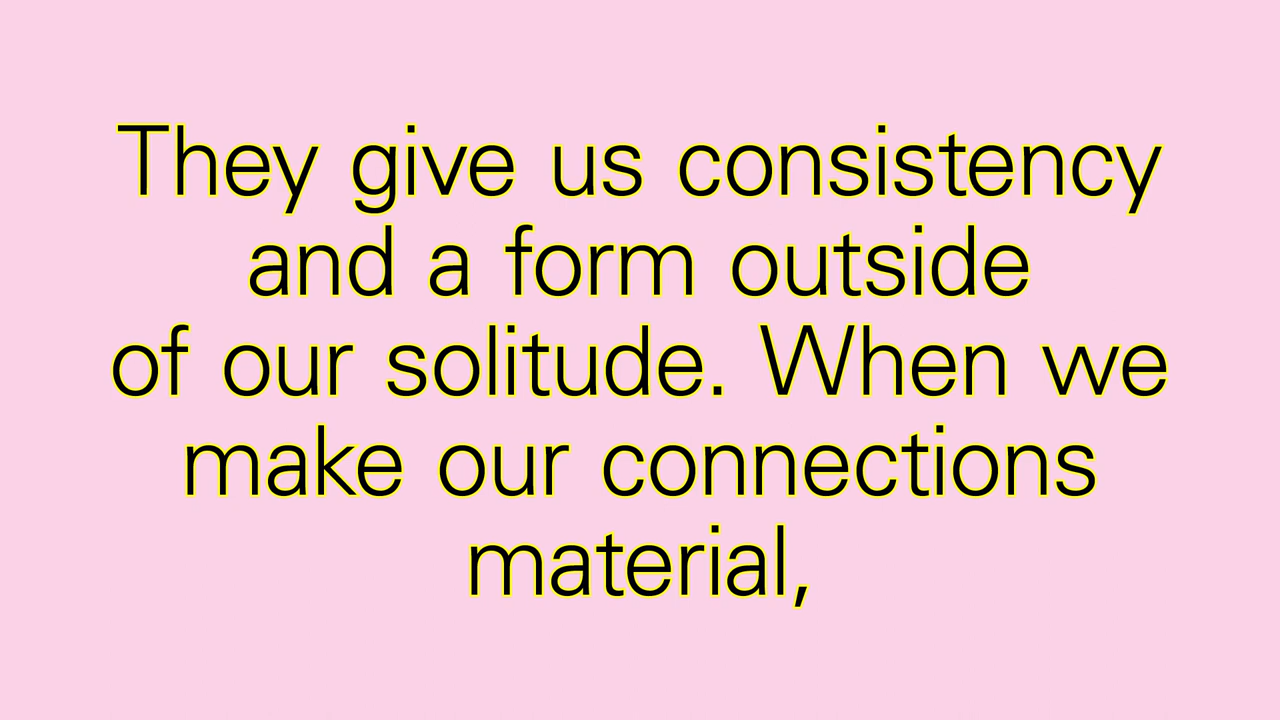 They give us consistency
and a form outside
of our solitude. When we
make our connections
material,